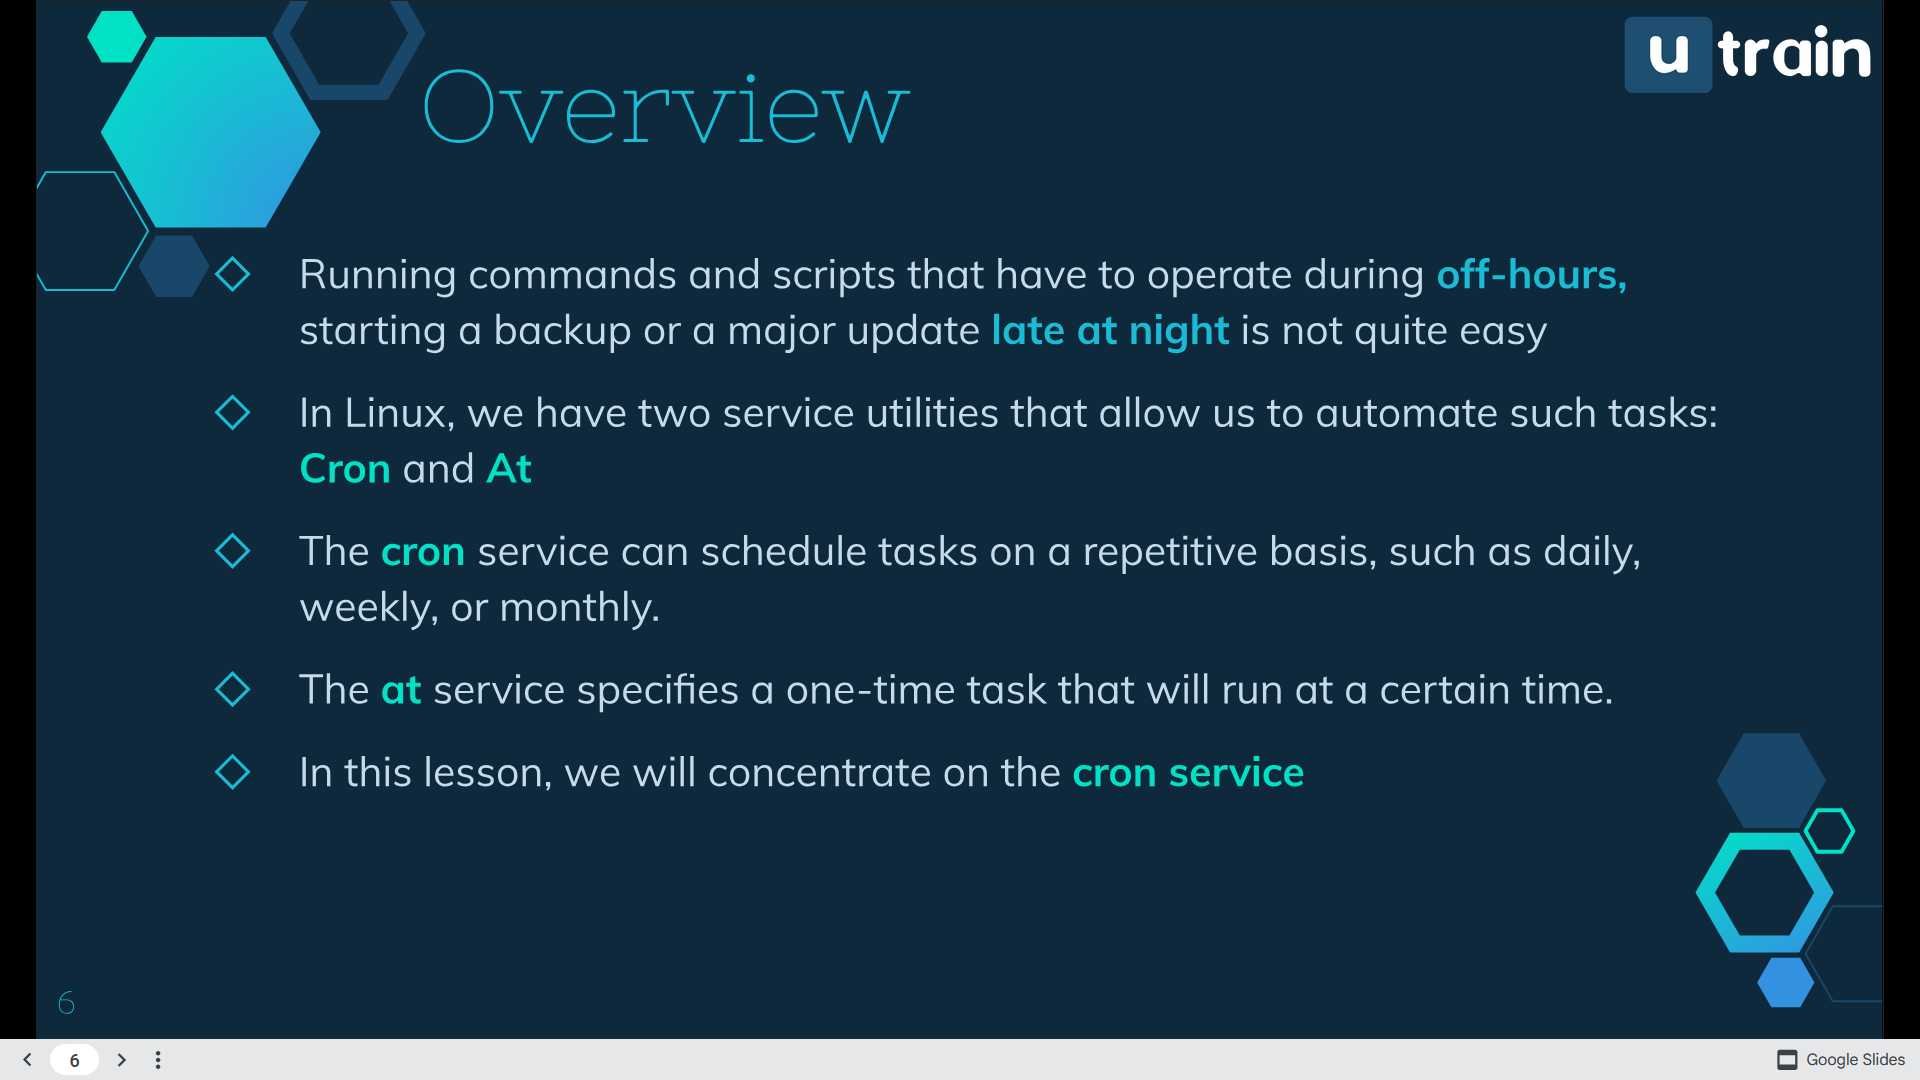 u train
Overview
Running commands and scripts that have to operate during off-hours,
starting a backup or a major update late at night is not quite easy
In Linux, we have two service utilities that allow us to automate such tasks:
Cron and At
The cron service can schedule tasks on a repetitive basis, such as daily,
weekly, or monthly.
The at service specifies a one-time task that will run at a certain time.
In this lesson, we will concentrate on the cron service
6
6
Google Slides